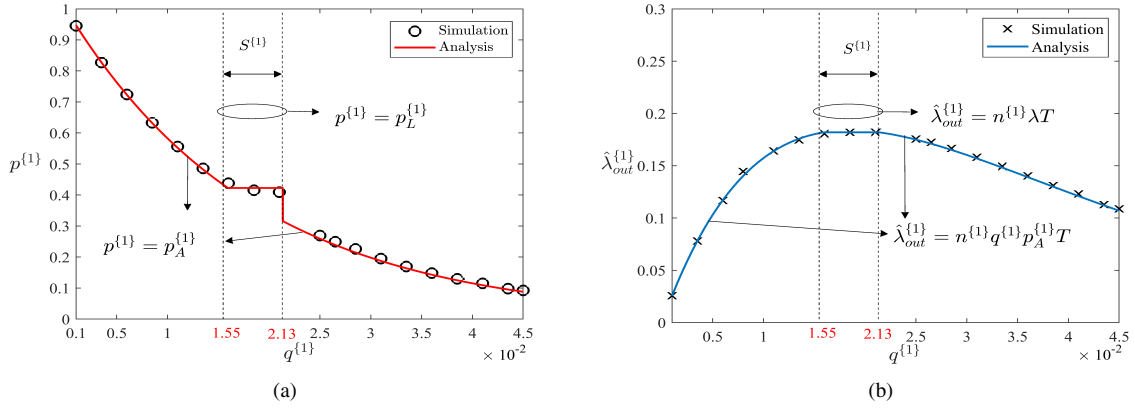 1
0.9
0.8
0.7
0.6
0.5
0.4
0.3
0.2
0.1
0
p^{1}
Simulation
Analysis
S^{1}
p^{1} = p_L^{1}
p^{1} = p_A^{1}
0.1 0.5 1 1.55 2.13 2.5 3 3.5 4 4.5
q^{1}
× 10^-2
(a)
0.3
0.25
0.2
0.15
0.1
0.05
0
λ̂_out^{1}
Simulation
Analysis
S^{1}
λ̂_out^{1} = n^{1}λT
λ̂_out^{1} = n^{1}q^{1}p_A^{1}T
0.5 1 1.55 2.13 2.5 3 3.5 4 4.5
q^{1}
× 10^-2
(b)